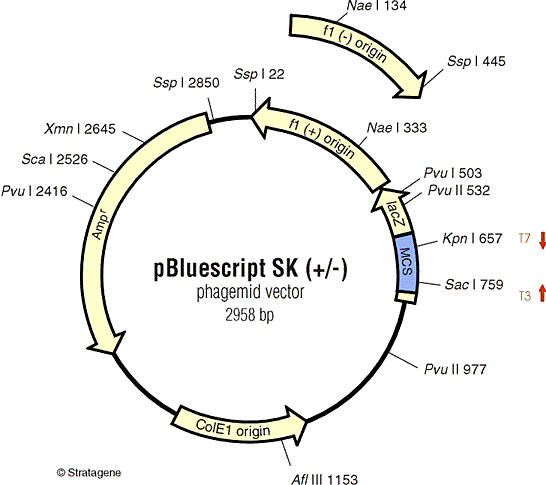 Nae I 134
f1 (-) origin
Ssp I 445
Ssp I 2850
Ssp I 22
Xmn I 2645
Sca I 2526
Pvu I 2416
Ampr
f1 (+) origin
Nae I 333
Pvu I 503
Pvu II 532
lacZ
Kpn I 657
T7
MCS
Sac I 759
T3
pBluescript SK (+/-)
phagemid vector
2958 bp
Pvu II 977
ColE1 origin
Afl III 1153
© Stratagene